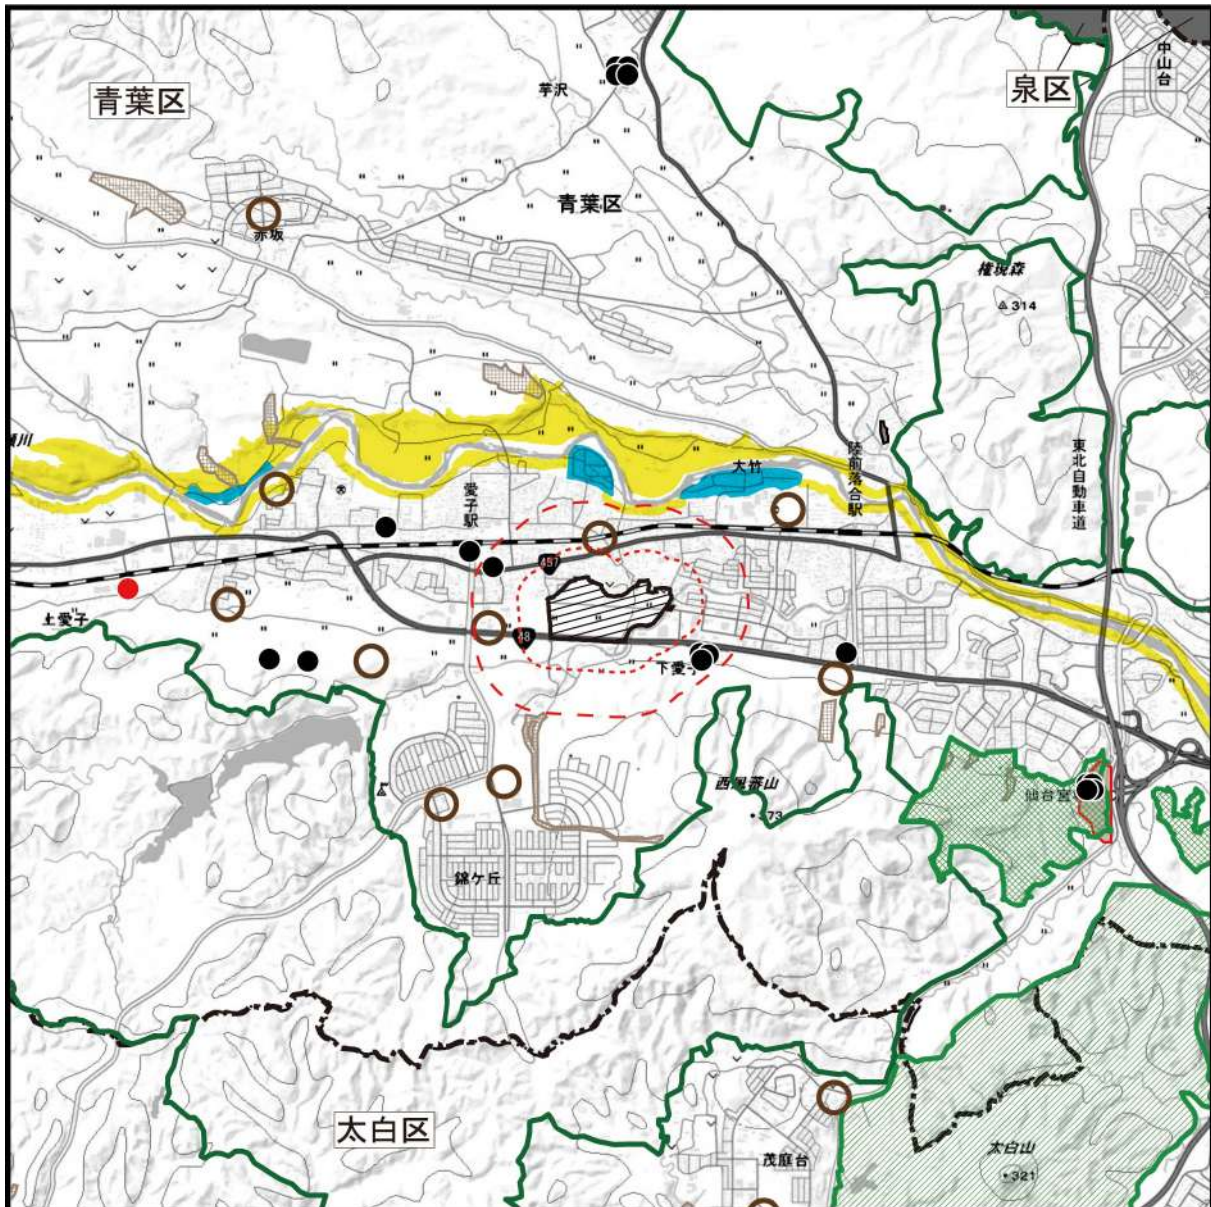 中山台
泉区
芋沢
青葉区
青葉区
赤坂
権現森
314
東北自動車道
陸前落合駅
大竹
愛子駅
457
上愛子
48
下愛子
西風蕃山
373
仙台宮
錦ケ丘
太白区
茂庭台
太白山
321